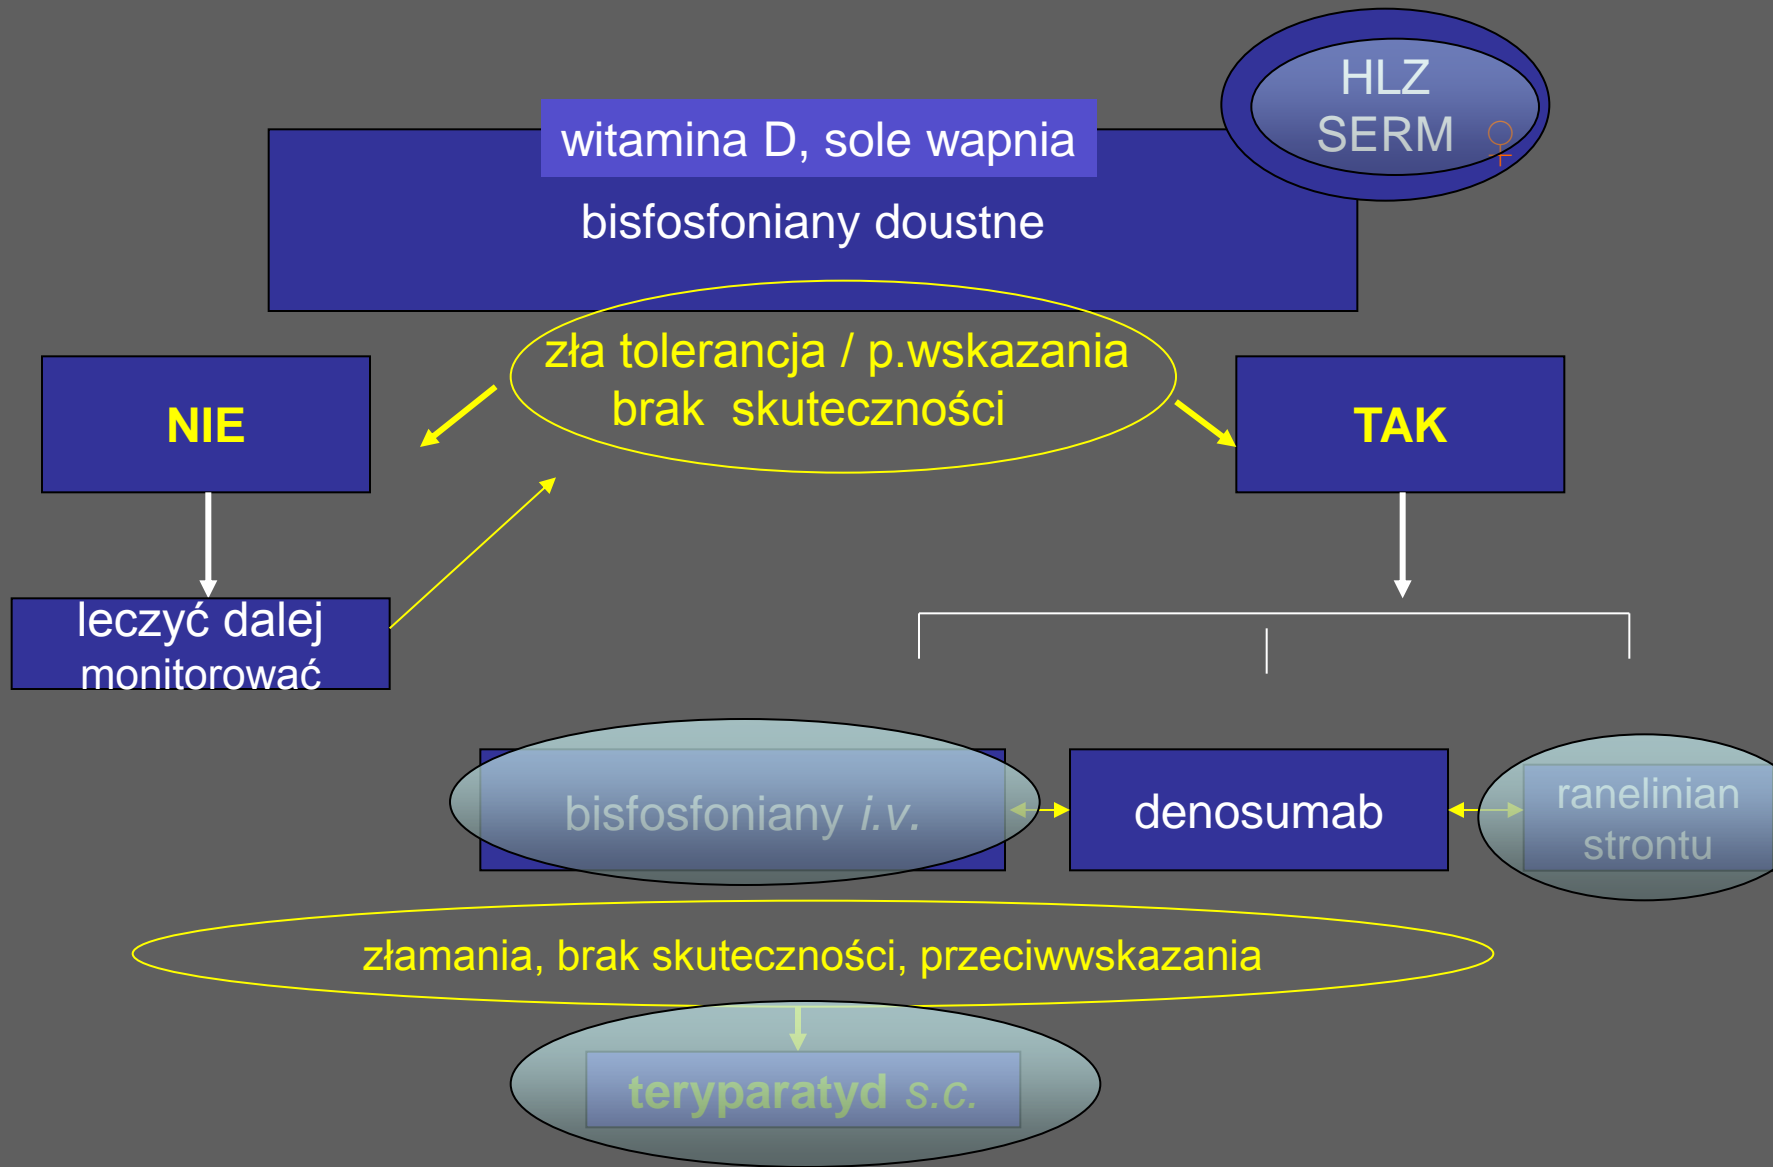 HLZ
SERM
witamina D, sole wapnia
bisfosfoniany doustne
zła tolerancja / p.wskazania
brak skuteczności
NIE
TAK
leczyć dalej
monitorować
bisfosfoniany i.v.
denosumab
ranelinian
strontu
złamania, brak skuteczności, przeciwwskazania
teryparatyd s.c.